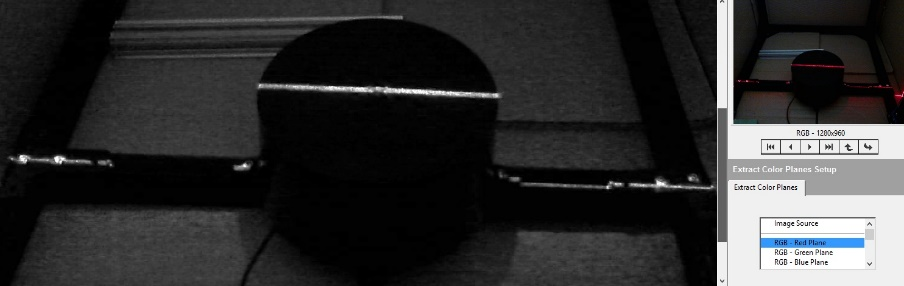 RGB - 1280x960
Extract Color Planes Setup
Extract Color Planes
Image Source
RGB - Red Plane
RGB - Green Plane
RGB - Blue Plane